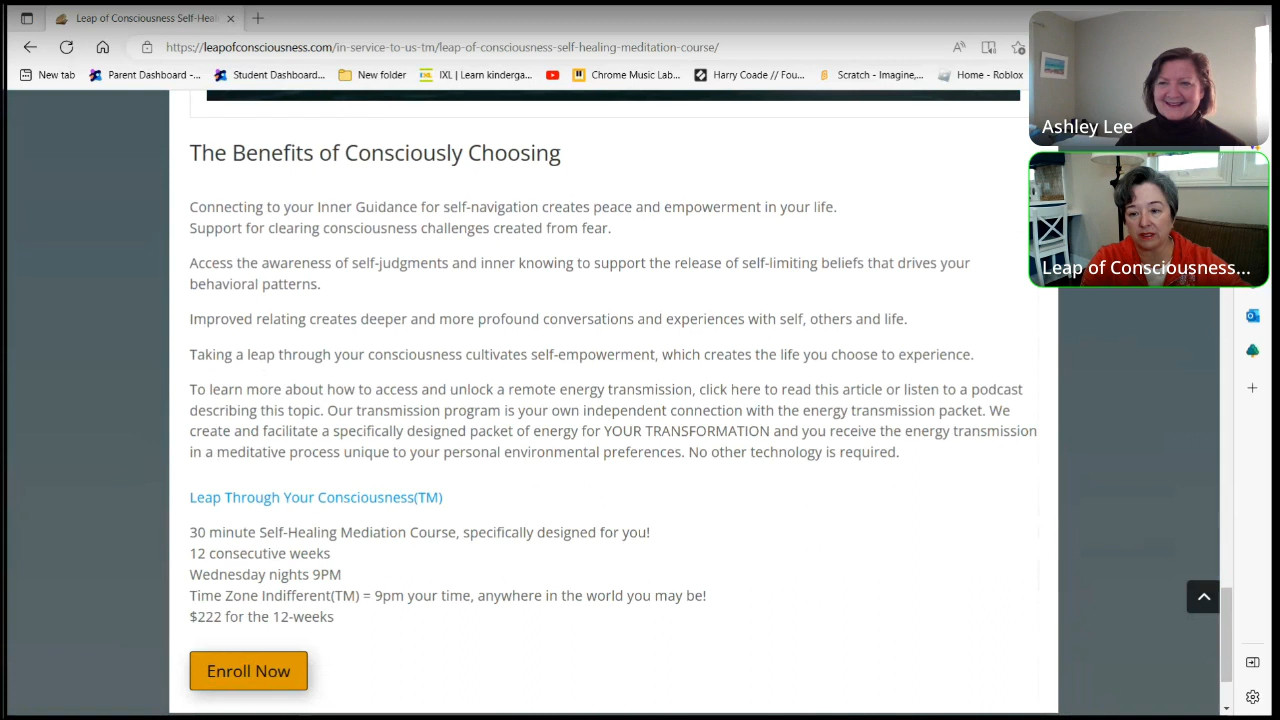 Leap of Consciousness Self-Heal
https://leapofconsciousness.com/in-service-to-us-tm/leap-of-consciousness-self-healing-meditation-course/
New tab Parent Dashboard -... Student Dashboard... New folder IXL | Learn kinderga... Chrome Music Lab... Harry Coade // Fou... Scratch - Imagine,... Home - Roblox
Ashley Lee
Leap of Consciousness...
The Benefits of Consciously Choosing
Connecting to your Inner Guidance for self-navigation creates peace and empowerment in your life.
Support for clearing consciousness challenges created from fear.
Access the awareness of self-judgments and inner knowing to support the release of self-limiting beliefs that drives your
behavioral patterns.
Improved relating creates deeper and more profound conversations and experiences with self, others and life.
Taking a leap through your consciousness cultivates self-empowerment, which creates the life you choose to experience.
To learn more about how to access and unlock a remote energy transmission, click here to read this article or listen to a podcast
describing this topic. Our transmission program is your own independent connection with the energy transmission packet. We
create and facilitate a specifically designed packet of energy for YOUR TRANSFORMATION and you receive the energy transmission
in a meditative process unique to your personal environmental preferences. No other technology is required.
Leap Through Your Consciousness(TM)
30 minute Self-Healing Mediation Course, specifically designed for you!
12 consecutive weeks
Wednesday nights 9PM
Time Zone Indifferent(TM) = 9pm your time, anywhere in the world you may be!
$222 for the 12-weeks
Enroll Now